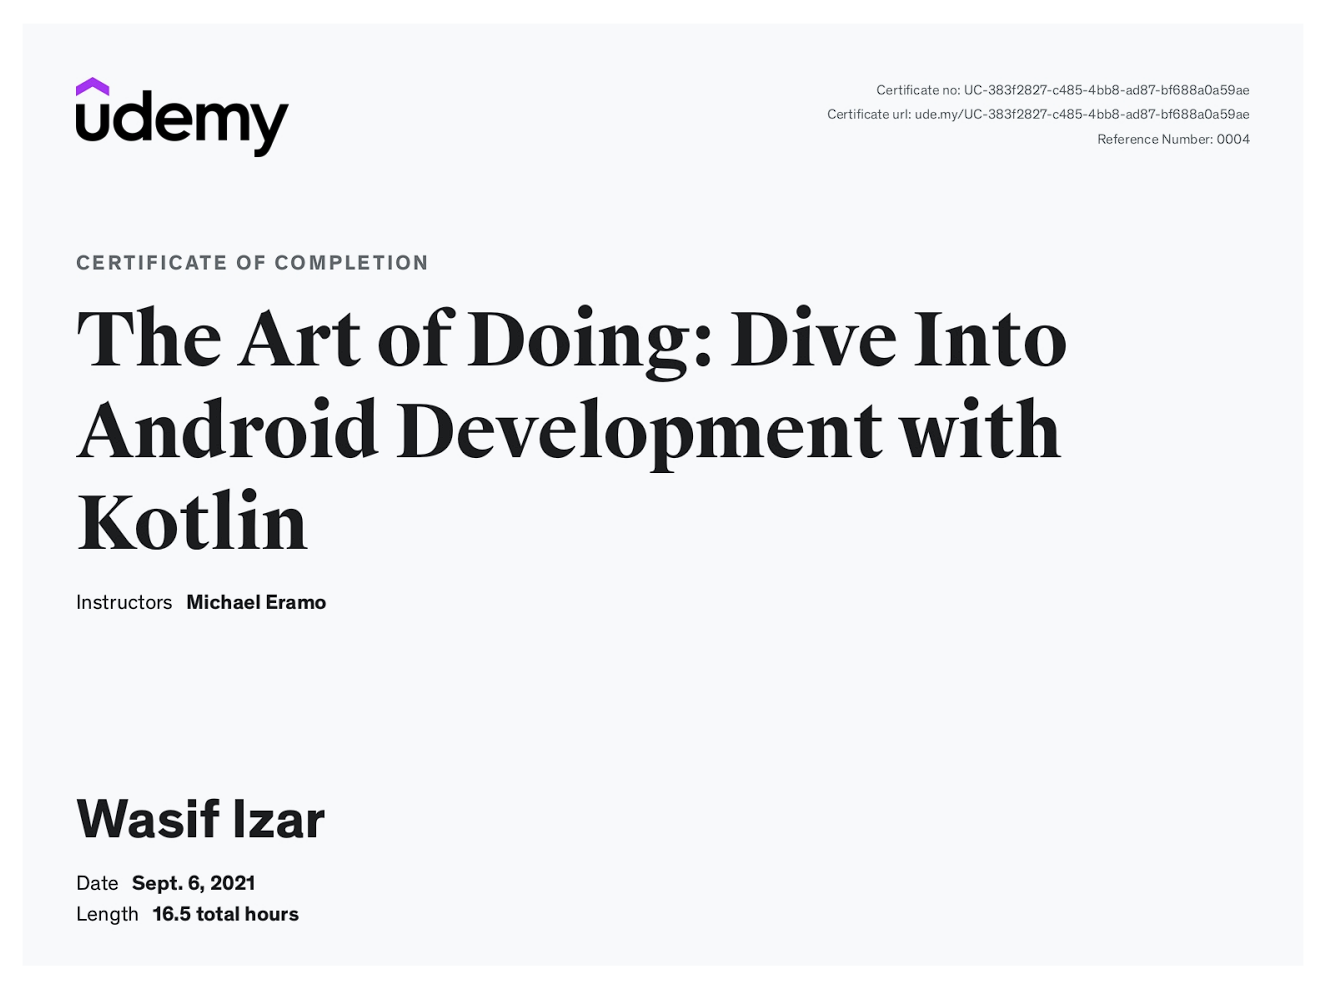 udemy
Certificate no: UC-383f2827-c485-4bb8-ad87-bf688a0a59ae
Certificate url: ude.my/UC-383f2827-c485-4bb8-ad87-bf688a0a59ae
Reference Number: 0004
CERTIFICATE OF COMPLETION
The Art of Doing: Dive Into
Android Development with
Kotlin
Instructors Michael Eramo
Wasif Izar
Date Sept. 6, 2021
Length 16.5 total hours